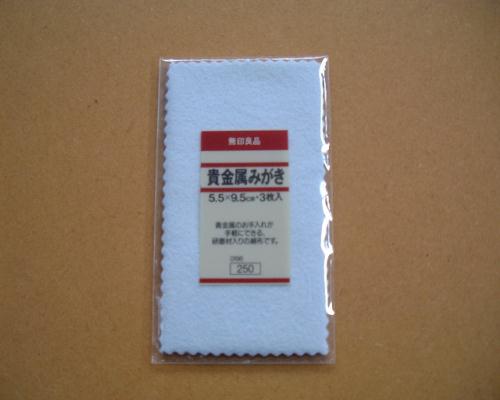 無印良品
貴金属みがき
5.5×9.5cm・3枚入
貴金属のお手入れが
手軽にできる、
研磨材入りの綿布です。
250